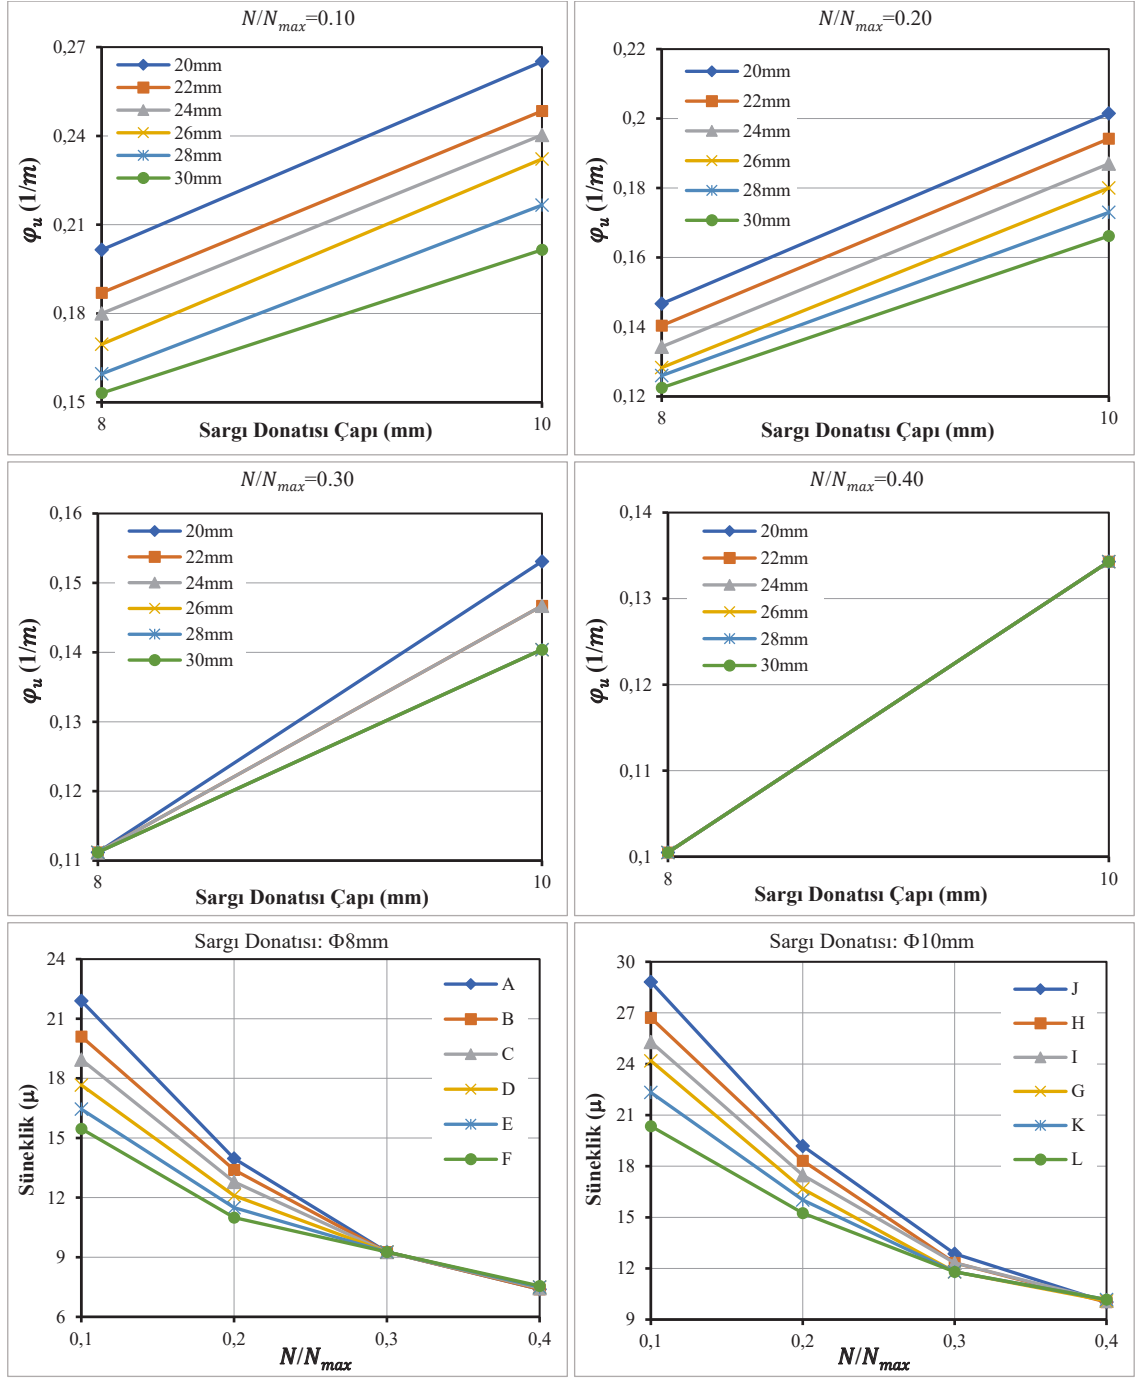 N/Nmax=0.10
0,27
0,24
0,21
0,18
0,15
φu (1/m)
20mm
22mm
24mm
26mm
28mm
30mm
8
10
Sargı Donatısı Çapı (mm)
N/Nmax=0.20
0,22
0,2
0,18
0,16
0,14
0,12
φu (1/m)
20mm
22mm
24mm
26mm
28mm
30mm
8
10
Sargı Donatısı Çapı (mm)
N/Nmax=0.30
0,16
0,15
0,14
0,13
0,12
0,11
φu (1/m)
20mm
22mm
24mm
26mm
28mm
30mm
8
10
Sargı Donatısı Çapı (mm)
N/Nmax=0.40
0,14
0,13
0,12
0,11
0,1
φu (1/m)
20mm
22mm
24mm
26mm
28mm
30mm
8
10
Sargı Donatısı Çapı (mm)
Sargı Donatısı: Φ8mm
24
21
18
15
12
9
6
Süneklik (μ)
A
B
C
D
E
F
0,1
0,2
0,3
0,4
N/Nmax
Sargı Donatısı: Φ10mm
30
27
24
21
18
15
12
9
Süneklik (μ)
J
H
I
G
K
L
0,1
0,2
0,3
0,4
N/Nmax